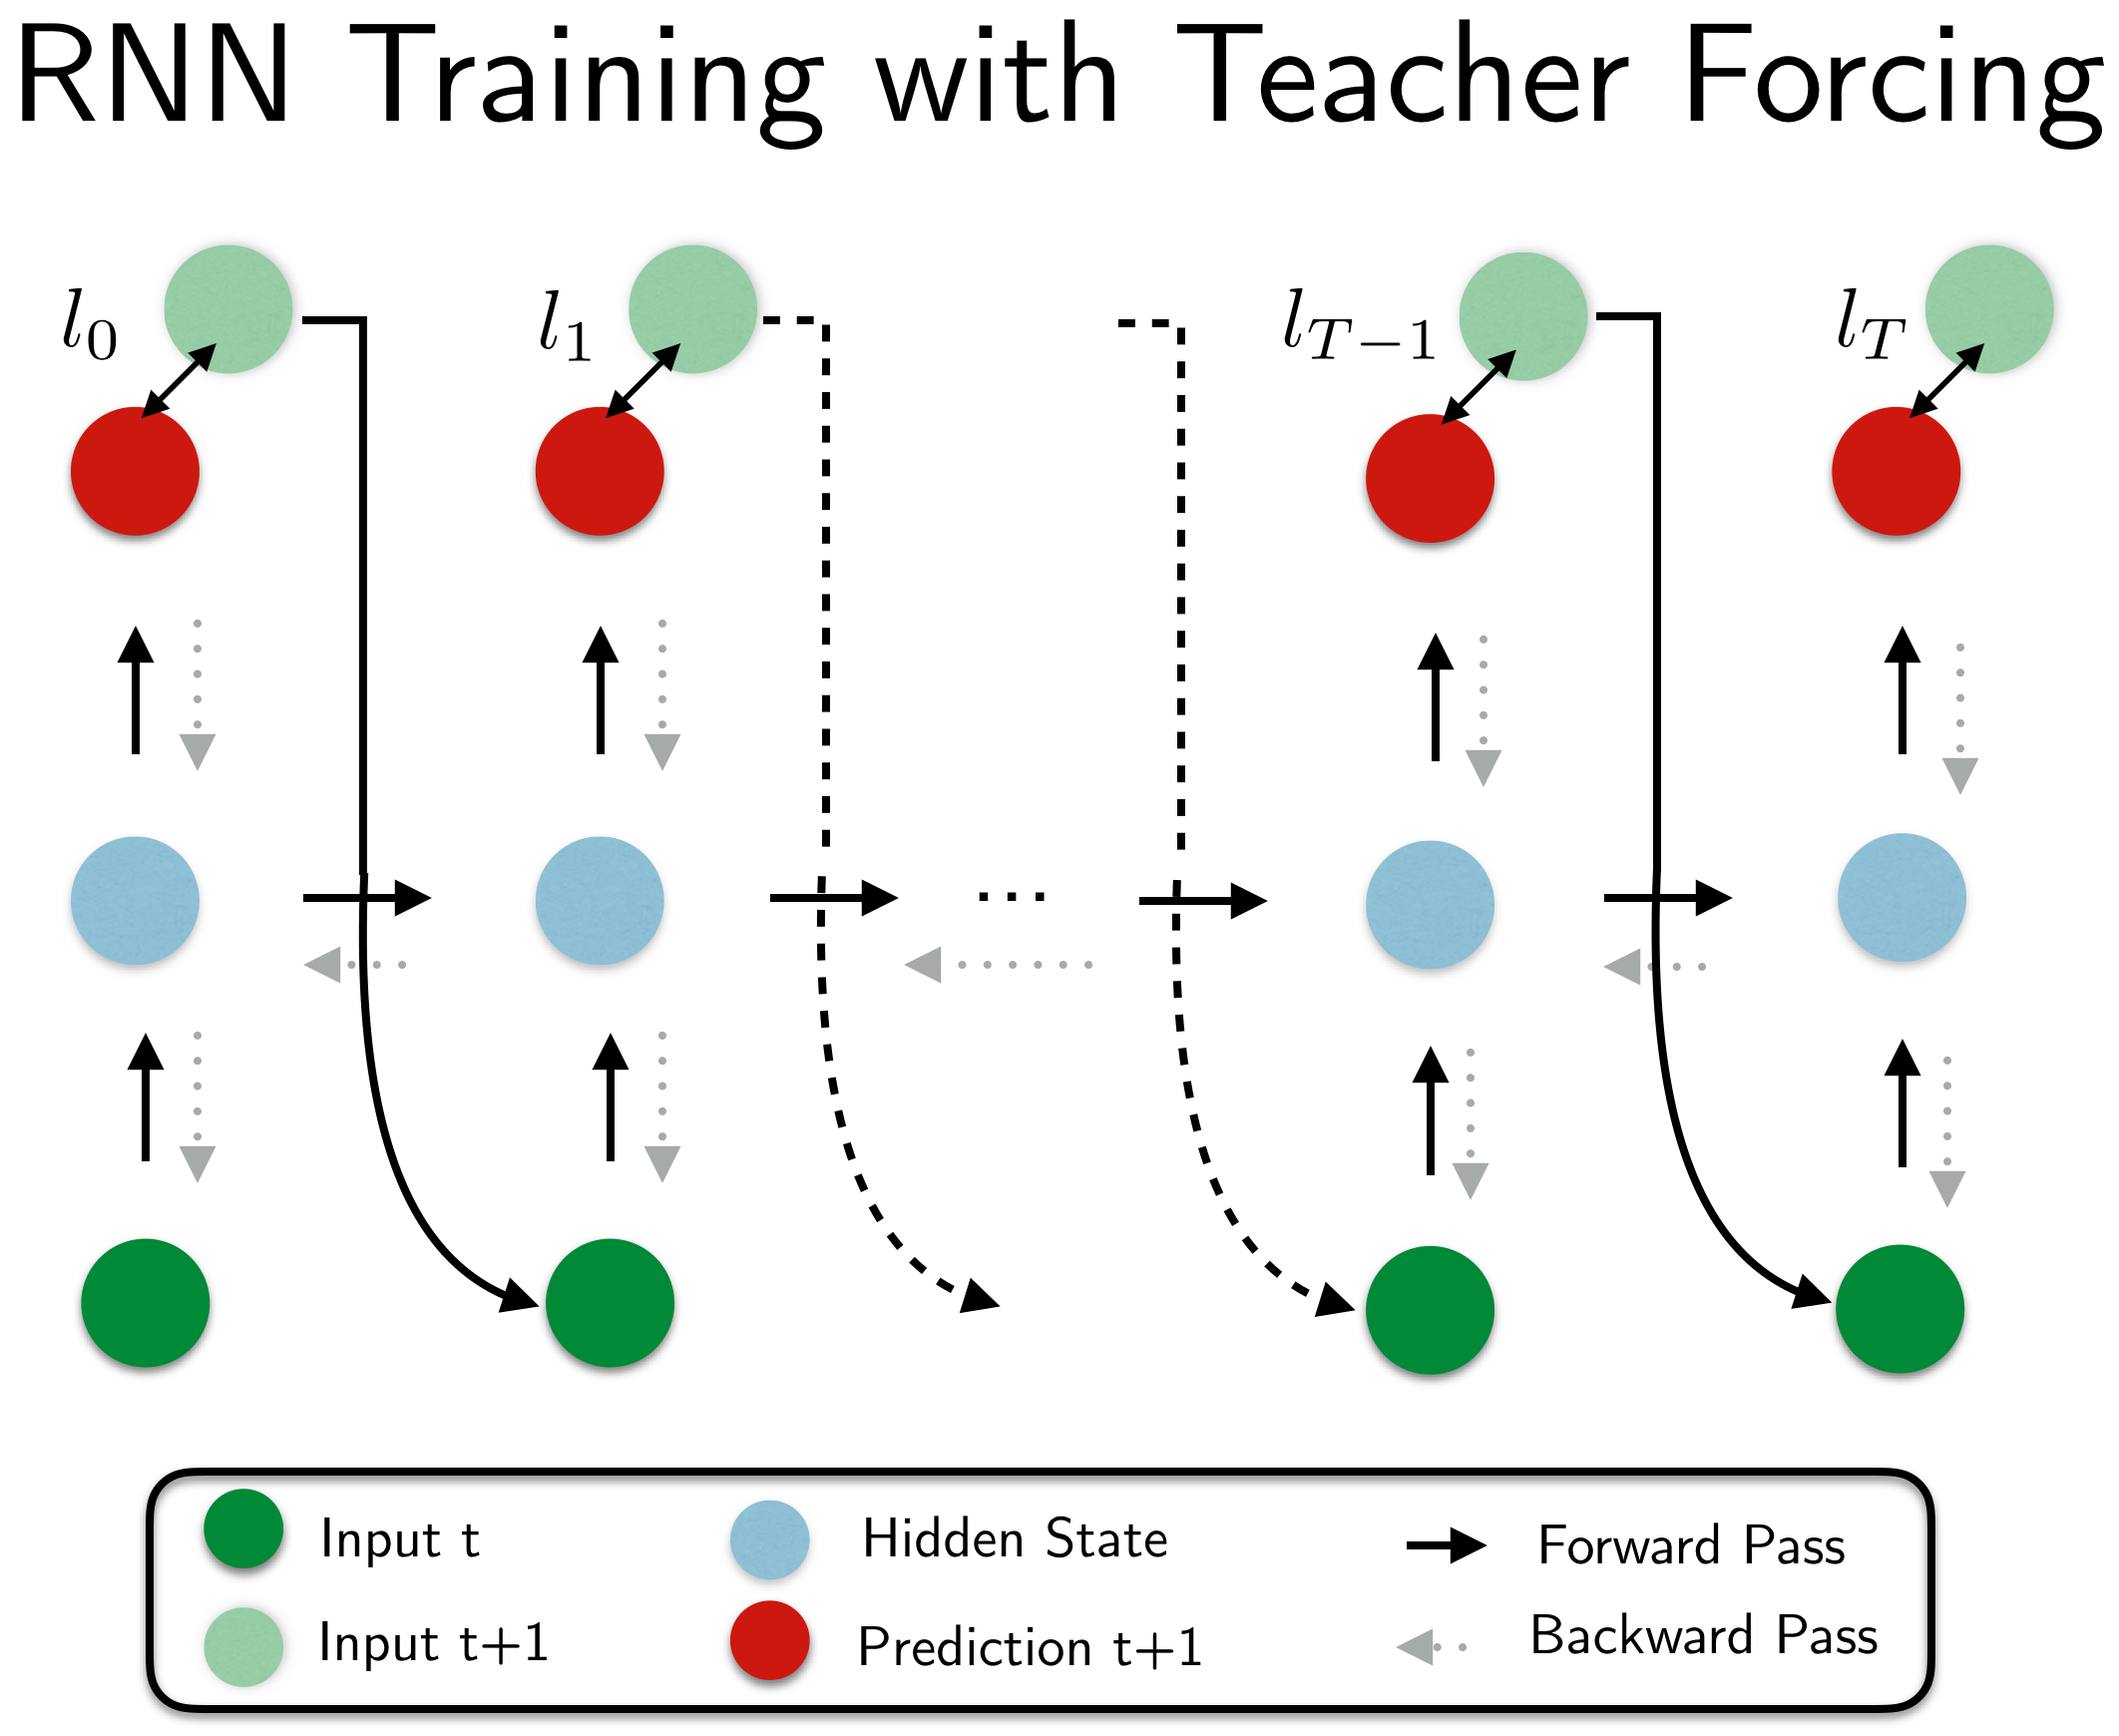 RNN Training with Teacher Forcing
l_0 l_1 l_{T-1} l_T
...
Input t Hidden State Forward Pass
Input t+1 Prediction t+1 Backward Pass